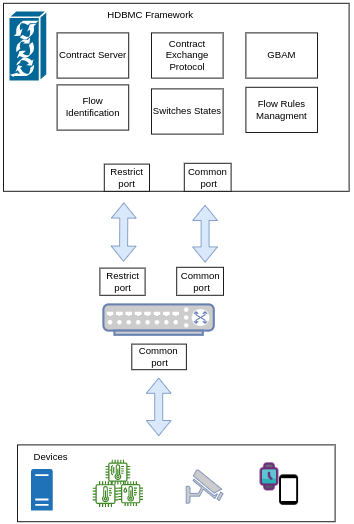 HDBMC Framework
Contract Server
Contract
Exchange
Protocol
GBAM
Flow
Identification
Switches States
Flow Rules
Managment
Restrict
port
Common
port
Restrict
port
Common
port
Common
port
Devices